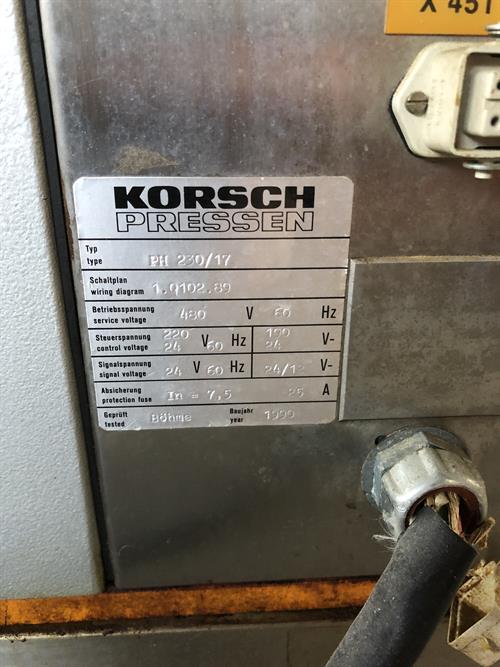 X 451
KORSCH
PRESSEN
Typ
type PH 230/17
Schaltplan
wiring diagram 1.0102.89
Betriebsspannung
service voltage 480 V 60 Hz
Steuerspannung 220 V 60 Hz 190 V-
control voltage 24 24
Signalspannung
signal voltage 24 V 60 Hz 24/12 V-
Absicherung
protection fuse In = 7,5 25 A
Geprüft Baujahr
tested Böhme year 1990